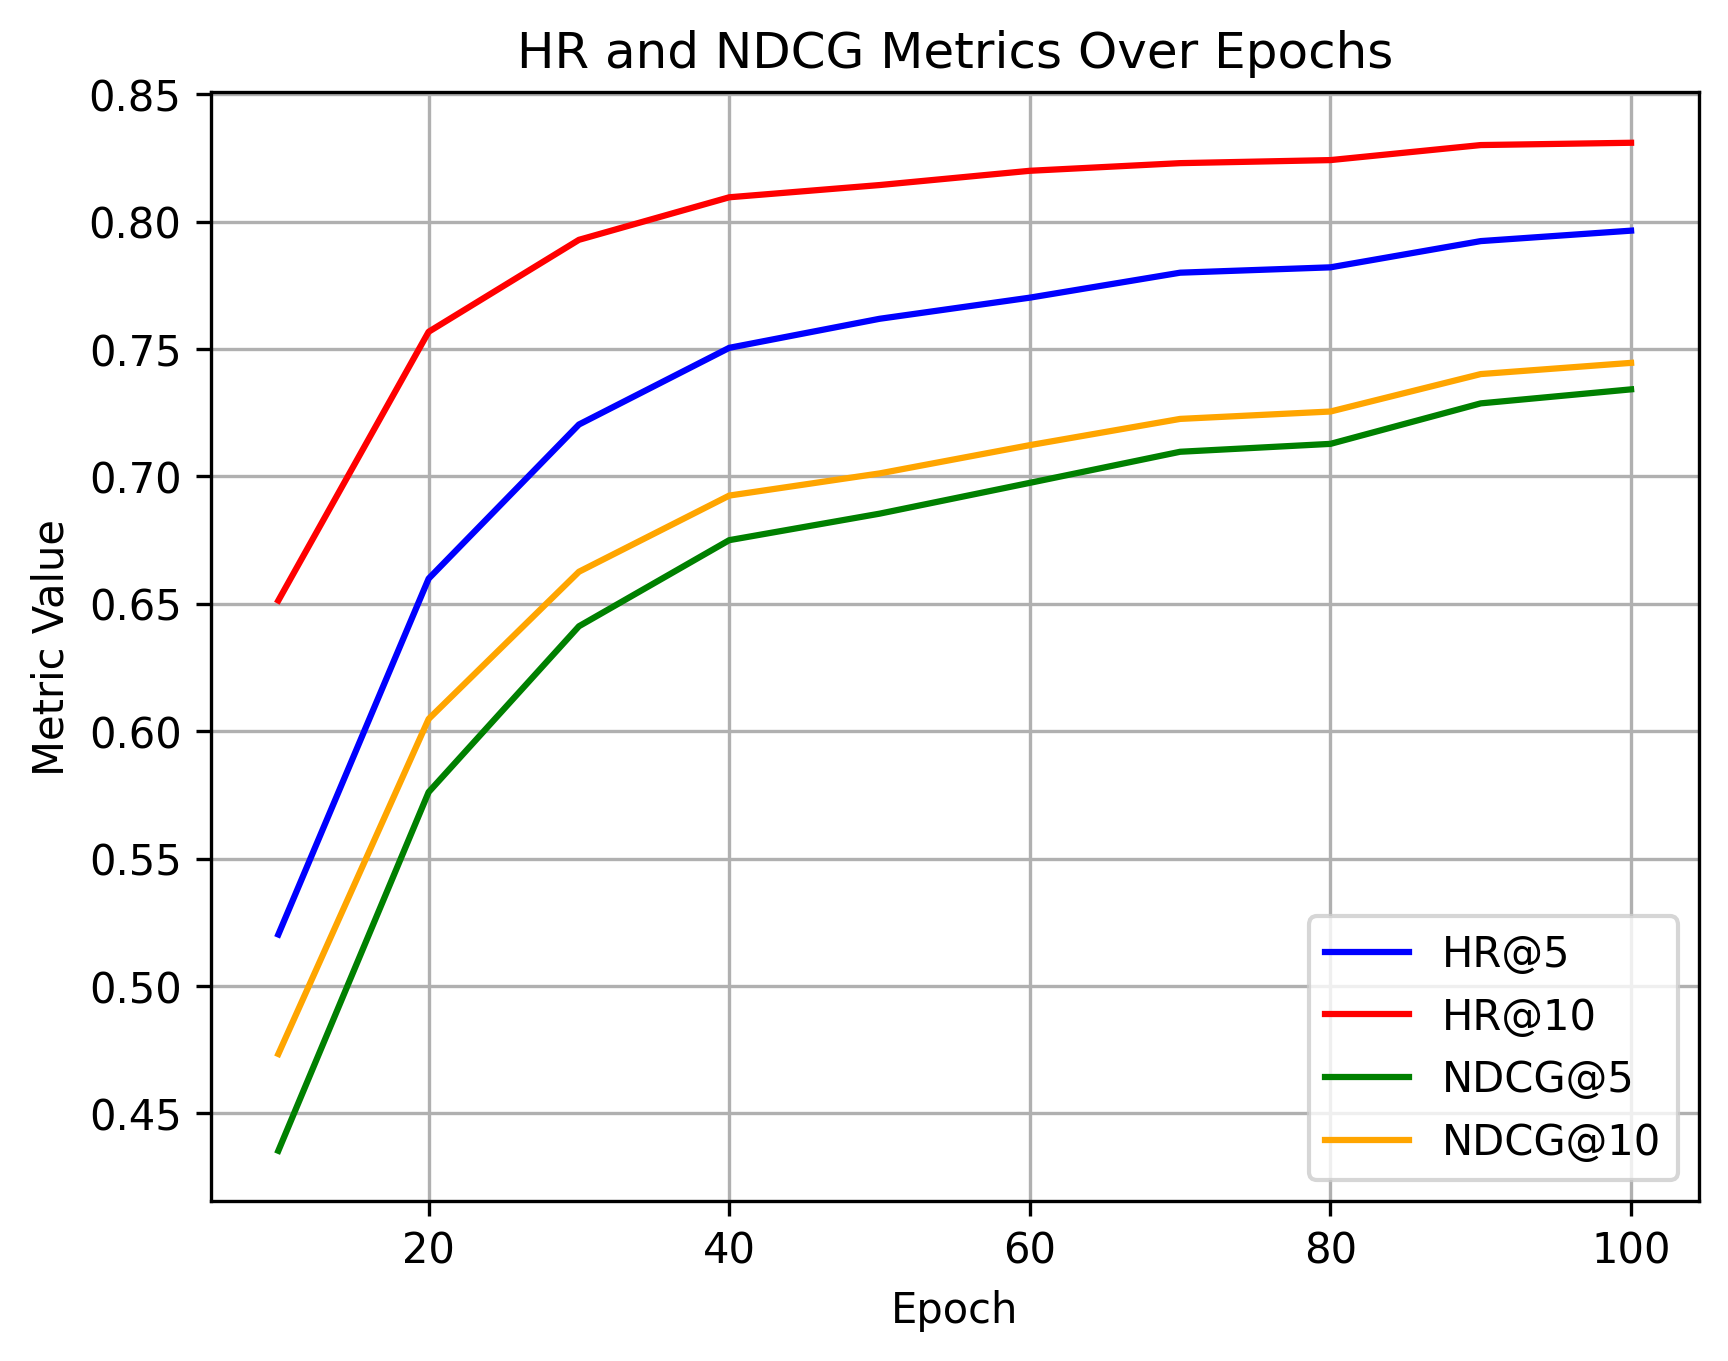 HR and NDCG Metrics Over Epochs
0.85
0.80
0.75
0.70
0.65
0.60
0.55
0.50
0.45
Metric Value
HR@5
HR@10
NDCG@5
NDCG@10
20 40 60 80 100
Epoch